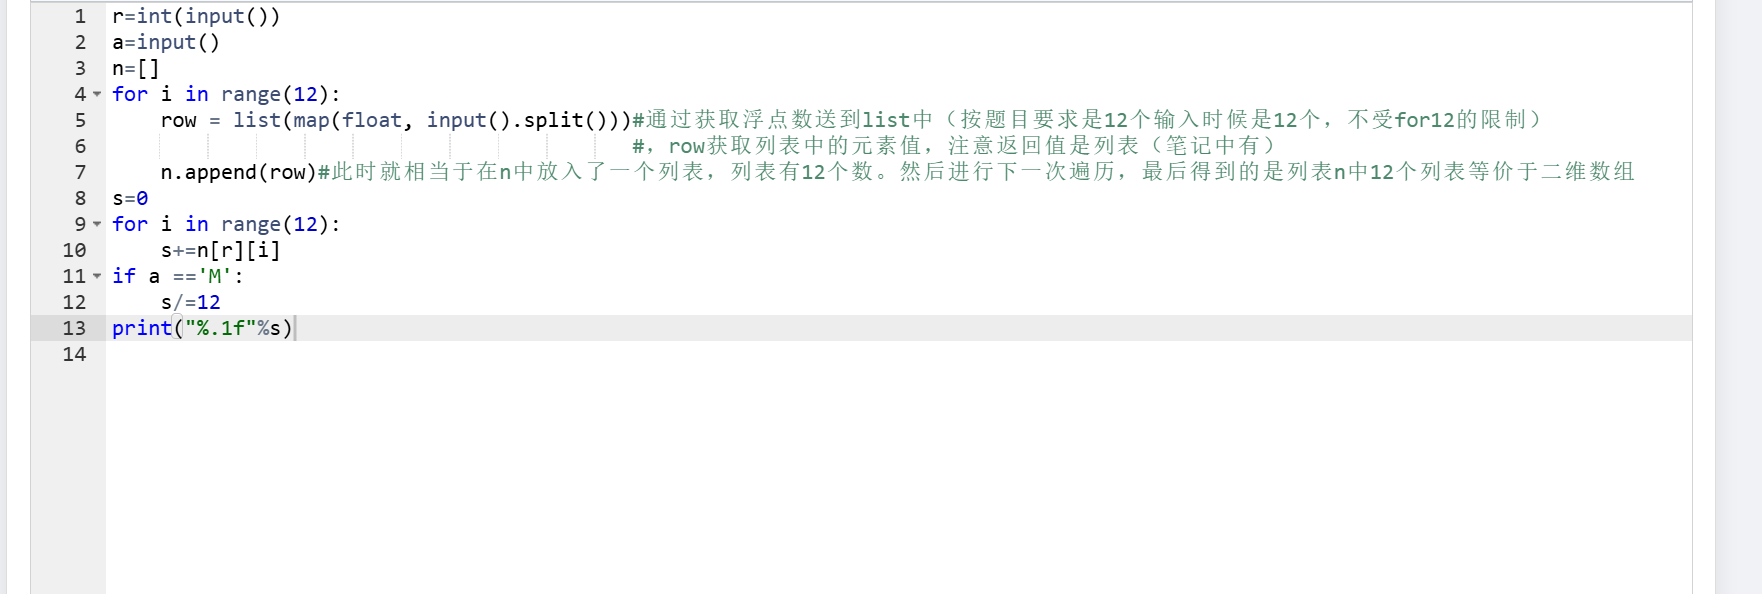 1 r=int(input())
2 a=input()
3 n=[]
4 for i in range(12):
5     row = list(map(float, input().split()))#通过获取浮点数送到list中（按题目要求是12个输入时候是12个，不受for12的限制）
6                                            #，row获取列表中的元素值，注意返回值是列表（笔记中有）
7     n.append(row)#此时就相当于在n中放入了一个列表，列表有12个数。然后进行下一次遍历，最后得到的是列表n中12个列表等价于二维数组
8 s=0
9 for i in range(12):
10     s+=n[r][i]
11 if a =='M':
12     s/=12
13 print("%.1f"%s)
14